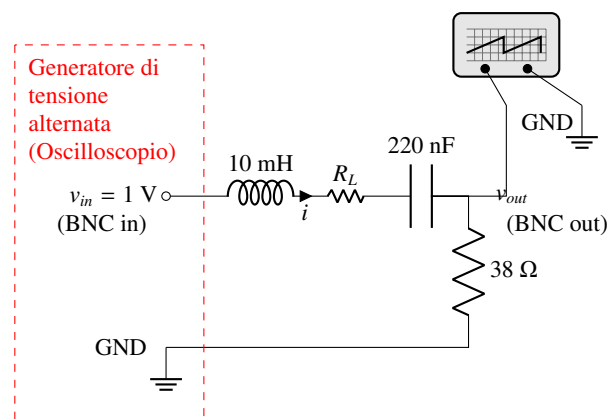 Generatore di
tensione
alternata
(Oscilloscopio)
GND
10 mH
R_L
220 nF
v_in = 1 V
(BNC in)
i
v_out
(BNC out)
38 Ω
GND